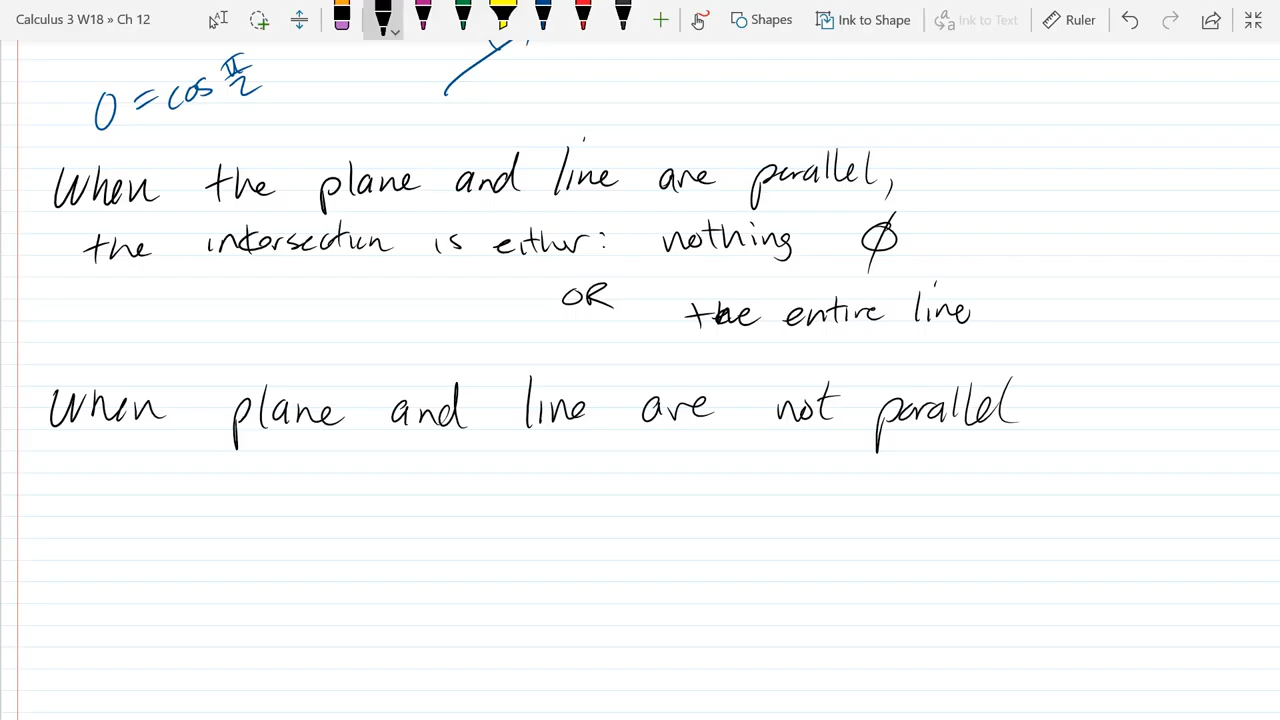 Calculus 3 W18 » Ch 12
Shapes
Ink to Shape
Ink to Text
Ruler
0 = cos π/2
When the plane and line are parallel,
the intersection is either: nothing ∅
OR the entire line
When plane and line are not parallel